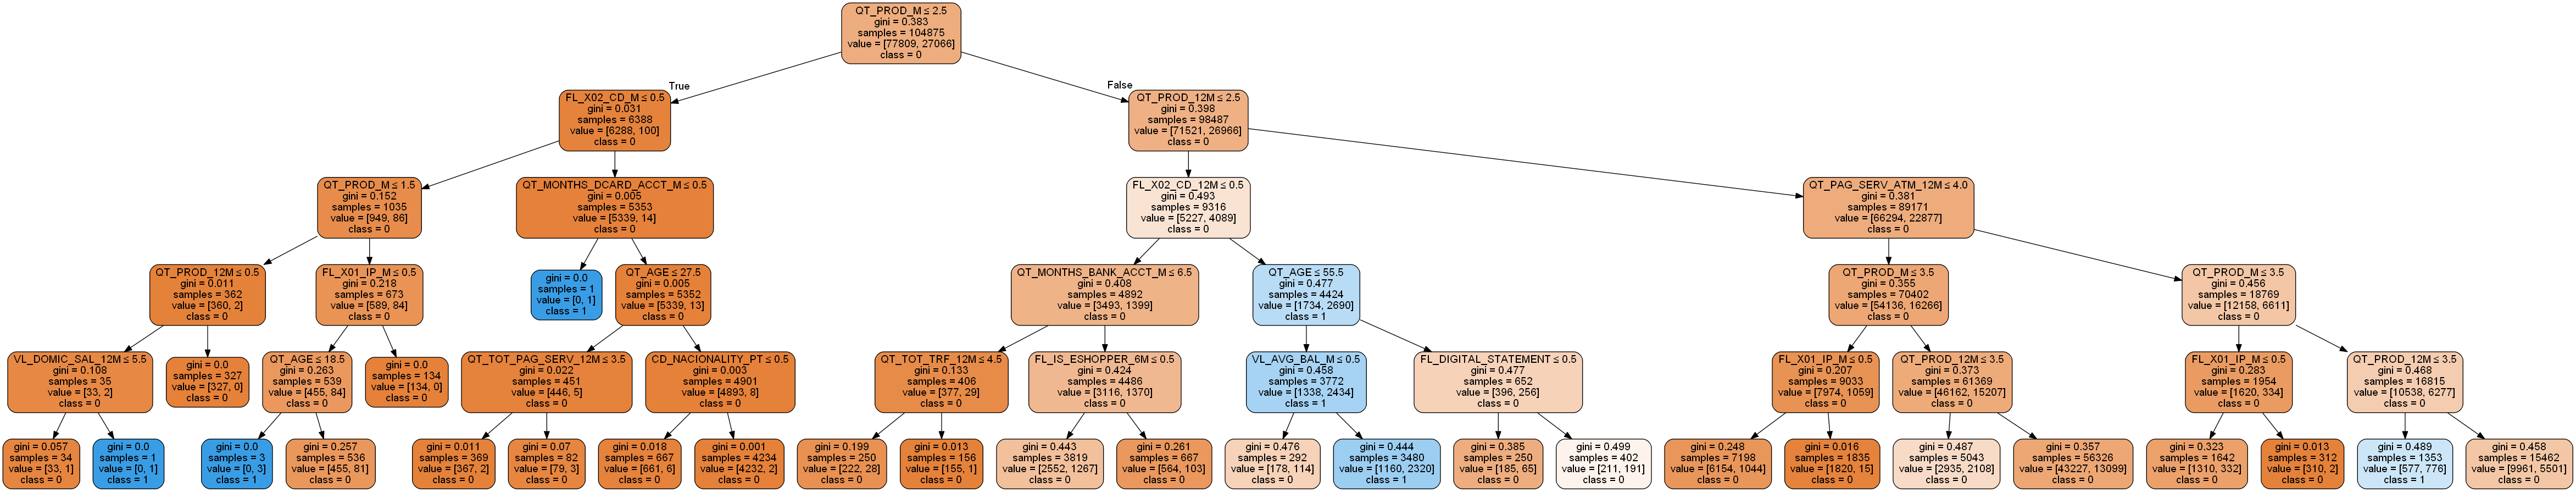 QT_PROD_M ≤ 2.5
gini = 0.383
samples = 104875
value = [77809, 27066]
class = 0
True
False
FL_X02_CD_M ≤ 0.5
gini = 0.031
samples = 6388
value = [6288, 100]
class = 0
QT_PROD_12M ≤ 2.5
gini = 0.398
samples = 98487
value = [71521, 26966]
class = 0
QT_PROD_M ≤ 1.5
gini = 0.152
samples = 1035
value = [949, 86]
class = 0
QT_MONTHS_DCARD_ACCT_M ≤ 0.5
gini = 0.005
samples = 5353
value = [5339, 14]
class = 0
FL_X02_CD_12M ≤ 0.5
gini = 0.493
samples = 9316
value = [5227, 4089]
class = 0
QT_PAG_SERV_ATM_12M ≤ 4.0
gini = 0.381
samples = 89171
value = [66294, 22877]
class = 0
QT_PROD_12M ≤ 0.5
gini = 0.011
samples = 362
value = [360, 2]
class = 0
FL_X01_IP_M ≤ 0.5
gini = 0.218
samples = 673
value = [589, 84]
class = 0
gini = 0.0
samples = 1
value = [0, 1]
class = 1
QT_AGE ≤ 27.5
gini = 0.005
samples = 5352
value = [5339, 13]
class = 0
QT_MONTHS_BANK_ACCT_M ≤ 6.5
gini = 0.408
samples = 4892
value = [3493, 1399]
class = 0
QT_AGE ≤ 55.5
gini = 0.477
samples = 4424
value = [1734, 2690]
class = 1
QT_PROD_M ≤ 3.5
gini = 0.355
samples = 70402
value = [54136, 16266]
class = 0
QT_PROD_M ≤ 3.5
gini = 0.456
samples = 18769
value = [12158, 6611]
class = 0
VL_DOMIC_SAL_12M ≤ 5.5
gini = 0.108
samples = 35
value = [33, 2]
class = 0
gini = 0.0
samples = 327
value = [327, 0]
class = 0
QT_AGE ≤ 18.5
gini = 0.263
samples = 539
value = [455, 84]
class = 0
gini = 0.0
samples = 134
value = [134, 0]
class = 0
QT_TOT_PAG_SERV_12M ≤ 3.5
gini = 0.022
samples = 451
value = [446, 5]
class = 0
CD_NACIONALITY_PT ≤ 0.5
gini = 0.003
samples = 4901
value = [4893, 8]
class = 0
QT_TOT_TRF_12M ≤ 4.5
gini = 0.133
samples = 406
value = [377, 29]
class = 0
FL_IS_ESHOPPER_6M ≤ 0.5
gini = 0.424
samples = 4486
value = [3116, 1370]
class = 0
VL_AVG_BAL_M ≤ 0.5
gini = 0.458
samples = 3772
value = [1338, 2434]
class = 1
FL_DIGITAL_STATEMENT ≤ 0.5
gini = 0.477
samples = 652
value = [396, 256]
class = 0
FL_X01_IP_M ≤ 0.5
gini = 0.207
samples = 9033
value = [7974, 1059]
class = 0
QT_PROD_12M ≤ 3.5
gini = 0.373
samples = 61369
value = [46162, 15207]
class = 0
FL_X01_IP_M ≤ 0.5
gini = 0.283
samples = 1954
value = [1620, 334]
class = 0
QT_PROD_12M ≤ 3.5
gini = 0.468
samples = 16815
value = [10538, 6277]
class = 0
gini = 0.057
samples = 34
value = [33, 1]
class = 0
gini = 0.0
samples = 1
value = [0, 1]
class = 1
gini = 0.0
samples = 3
value = [0, 3]
class = 1
gini = 0.257
samples = 536
value = [455, 81]
class = 0
gini = 0.011
samples = 369
value = [367, 2]
class = 0
gini = 0.07
samples = 82
value = [79, 3]
class = 0
gini = 0.018
samples = 667
value = [661, 6]
class = 0
gini = 0.001
samples = 4234
value = [4232, 2]
class = 0
gini = 0.199
samples = 250
value = [222, 28]
class = 0
gini = 0.013
samples = 156
value = [155, 1]
class = 0
gini = 0.443
samples = 3819
value = [2552, 1267]
class = 0
gini = 0.261
samples = 667
value = [564, 103]
class = 0
gini = 0.476
samples = 292
value = [178, 114]
class = 0
gini = 0.444
samples = 3480
value = [1160, 2320]
class = 1
gini = 0.385
samples = 250
value = [185, 65]
class = 0
gini = 0.499
samples = 402
value = [211, 191]
class = 0
gini = 0.248
samples = 7198
value = [6154, 1044]
class = 0
gini = 0.016
samples = 1835
value = [1820, 15]
class = 0
gini = 0.487
samples = 5043
value = [2935, 2108]
class = 0
gini = 0.357
samples = 56326
value = [43227, 13099]
class = 0
gini = 0.323
samples = 1642
value = [1310, 332]
class = 0
gini = 0.013
samples = 312
value = [310, 2]
class = 0
gini = 0.489
samples = 1353
value = [577, 776]
class = 1
gini = 0.458
samples = 15462
value = [9961, 5501]
class = 0